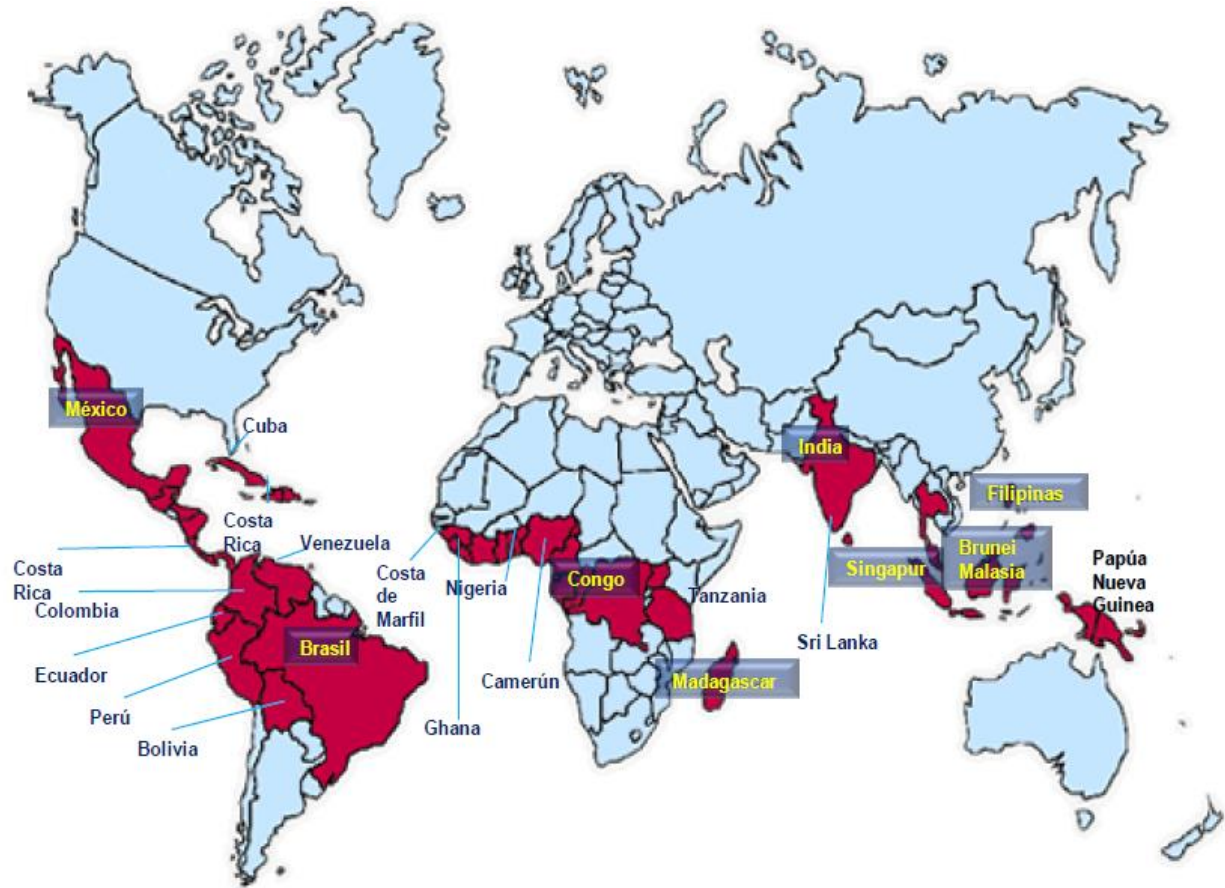 México
Cuba
Costa
Rica
Venezuela
Costa
Rica
Colombia
Ecuador
Perú
Bolivia
Brasil
Costa
de
Marfil
Nigeria
Ghana
Camerún
Congo
Tanzania
Madagascar
India
Sri Lanka
Filipinas
Singapur
Brunei
Malasia
Papúa
Nueva
Guinea